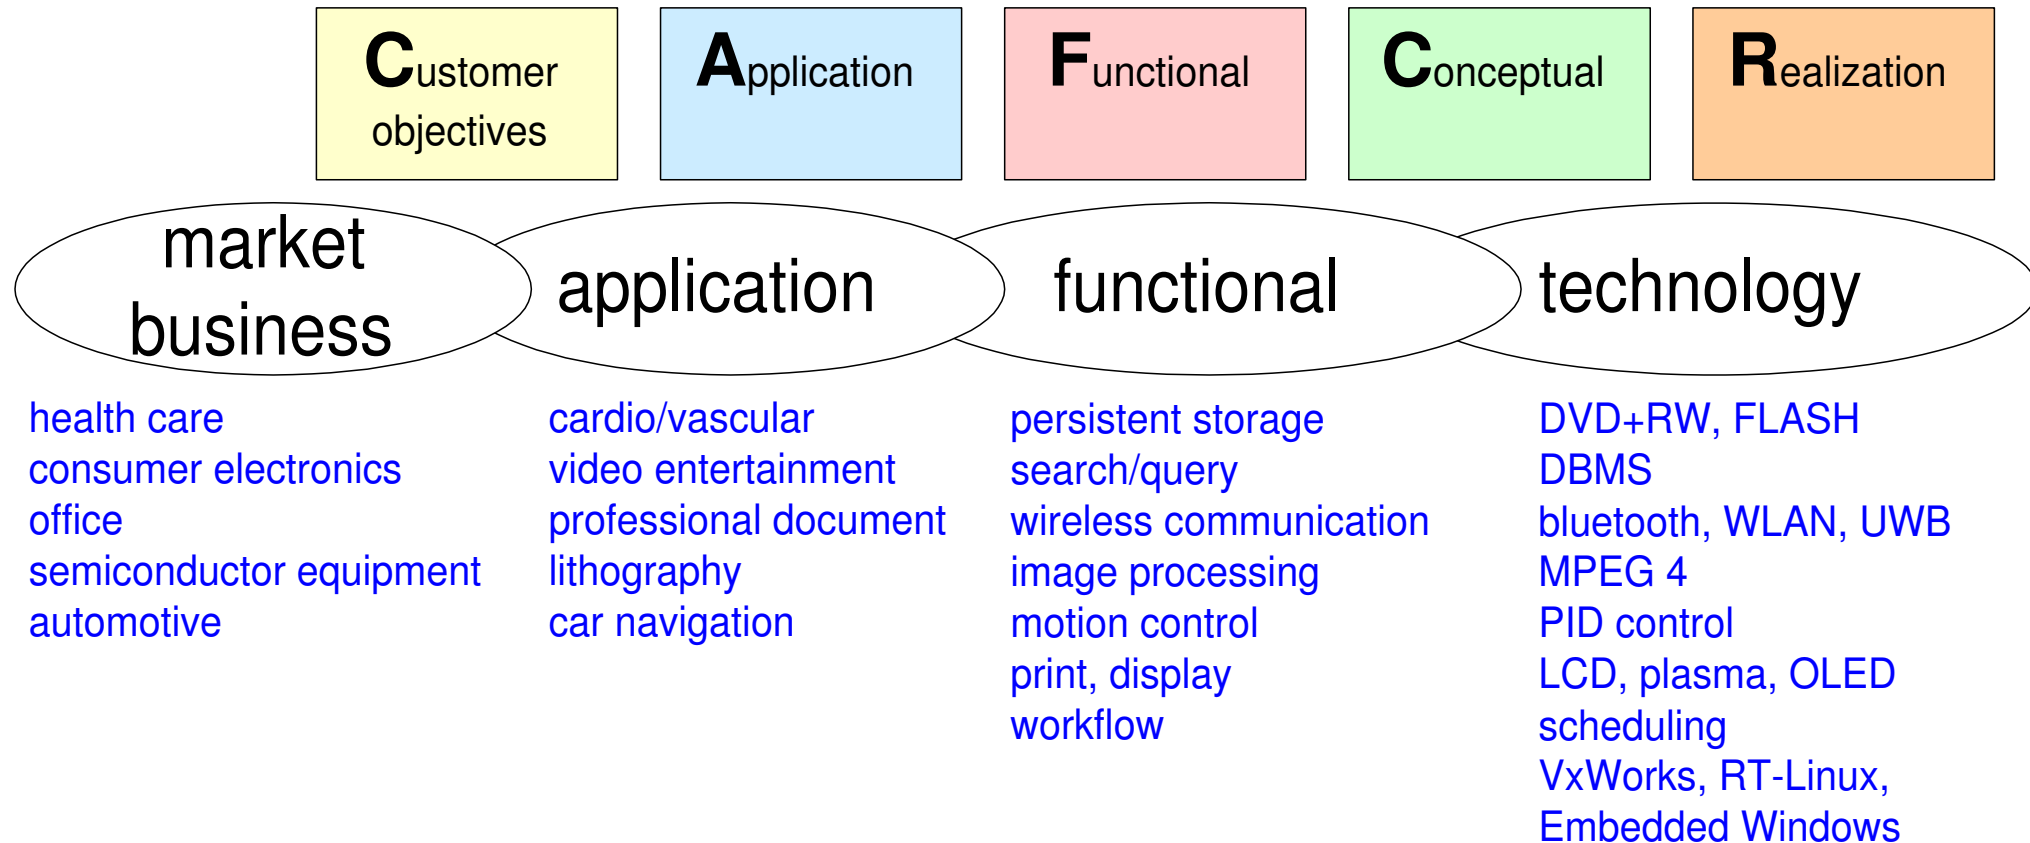 Customer
objectives
Application
Functional
Conceptual
Realization
market
business
application
functional
technology
health care
consumer electronics
office
semiconductor equipment
automotive
cardio/vascular
video entertainment
professional document
lithography
car navigation
persistent storage
search/query
wireless communication
image processing
motion control
print, display
workflow
DVD+RW, FLASH
DBMS
bluetooth, WLAN, UWB
MPEG 4
PID control
LCD, plasma, OLED
scheduling
VxWorks, RT-Linux,
Embedded Windows